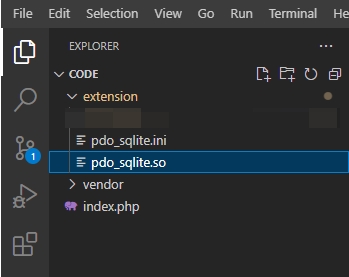 File Edit Selection View Go Run Terminal He
EXPLORER
CODE
extension
pdo_sqlite.ini
pdo_sqlite.so
1
vendor
index.php